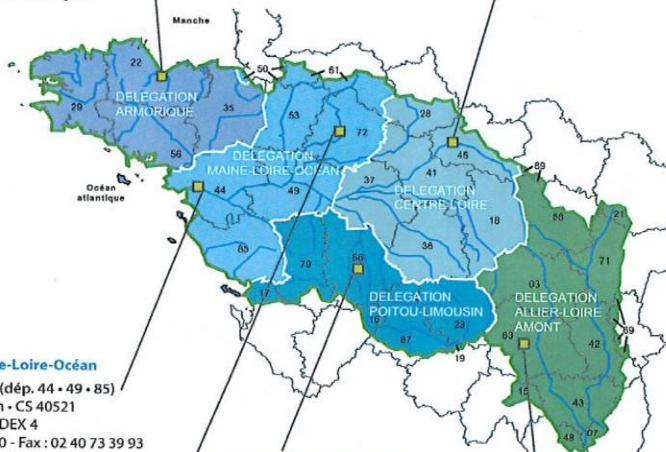 Manche
22
50
61
DELEGATION
ARMORIQUE
29
35
53
28
72
56
45
DELEGATION
MAINE-LOIRE-OCEAN
89
Océan
atlantique
44
49
37
41
DELEGATION
CENTRE-LOIRE
18
21
36
85
79
71
17
DELEGATION
POITOU-LIMOUSIN
03
DELEGATION
ALLIER-LOIRE
AMONT
16
23
87
19
63
42
69
15
43
48
07
e-Loire-Océan
(dép. 44 • 49 • 85)
n • CS 40521
DEX 4
0 - Fax : 02 40 73 39 93